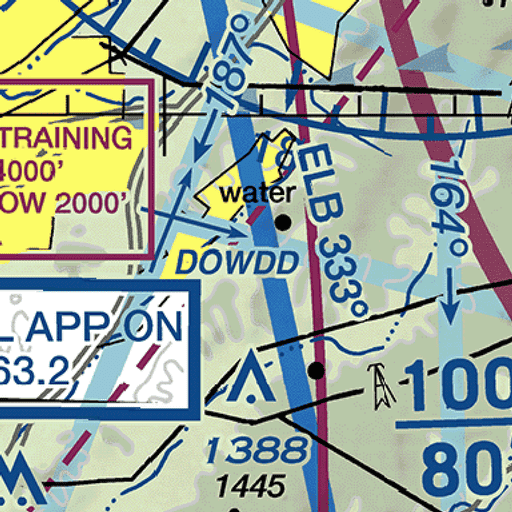 187°
TRAINING
4000'
OW 2000'
water
DOWDD
ELB 333°
164°
L APP ON
63.2
100
80
1388
1445